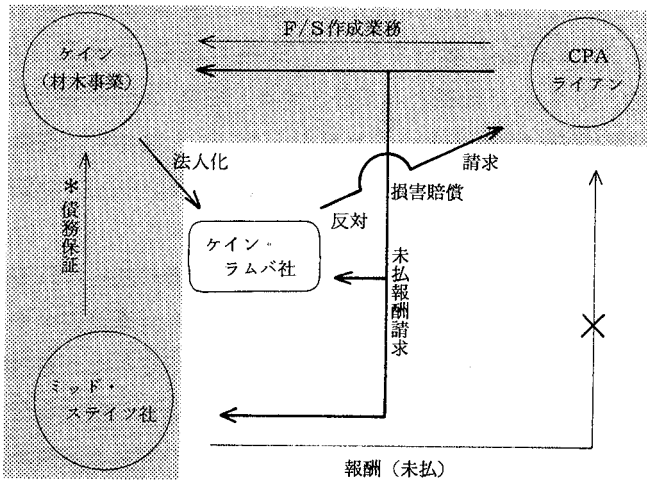 F/S作成業務
ケイン
(材木事業)
CPA
ライアン
法人化
請求
損害賠償
反対
*債務保証
ケイン・
ラムバ社
未払報酬請求
ミッド・
ステイツ社
報酬(未払)